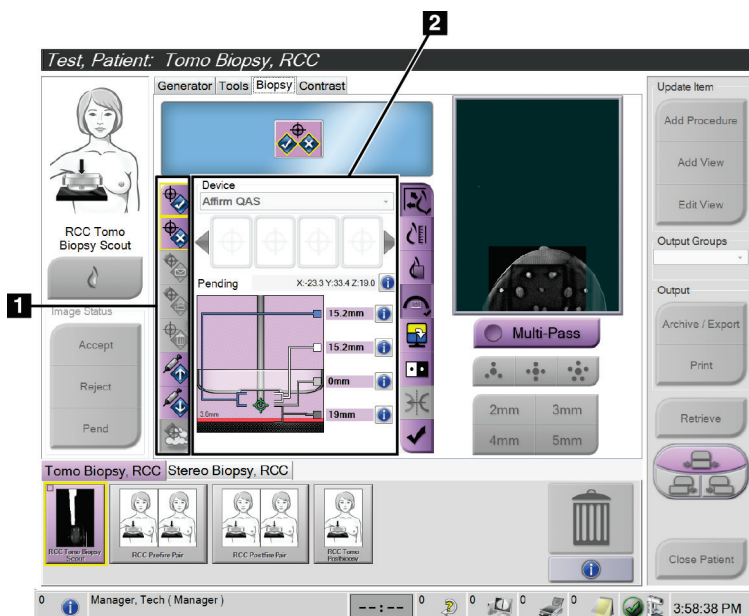 2
Test, Patient: Tomo Biopsy, RCC
Generator Tools Biopsy Contrast
RCC Tomo
Biopsy Scout
Image Status
Accept
Reject
Pend
1
Device
Affirm QAS
Pending X:-23.3 Y:33.4 Z:19.0
15.2mm
15.2mm
0mm
19mm
3.0mm
Multi-Pass
2mm 3mm
4mm 5mm
Update Item
Add Procedure
Add View
Edit View
Output Groups
Output
Archive / Export
Print
Retrieve
Close Patient
Tomo Biopsy, RCC Stereo Biopsy, RCC
RCC Tomo Biopsy
Scout
RCC Prefire Pair
RCC Postfire Pair
RCC Tomo
Postbiopsy
0 Manager, Tech ( Manager ) --:-- 0 0 0 0 3:58:38 PM